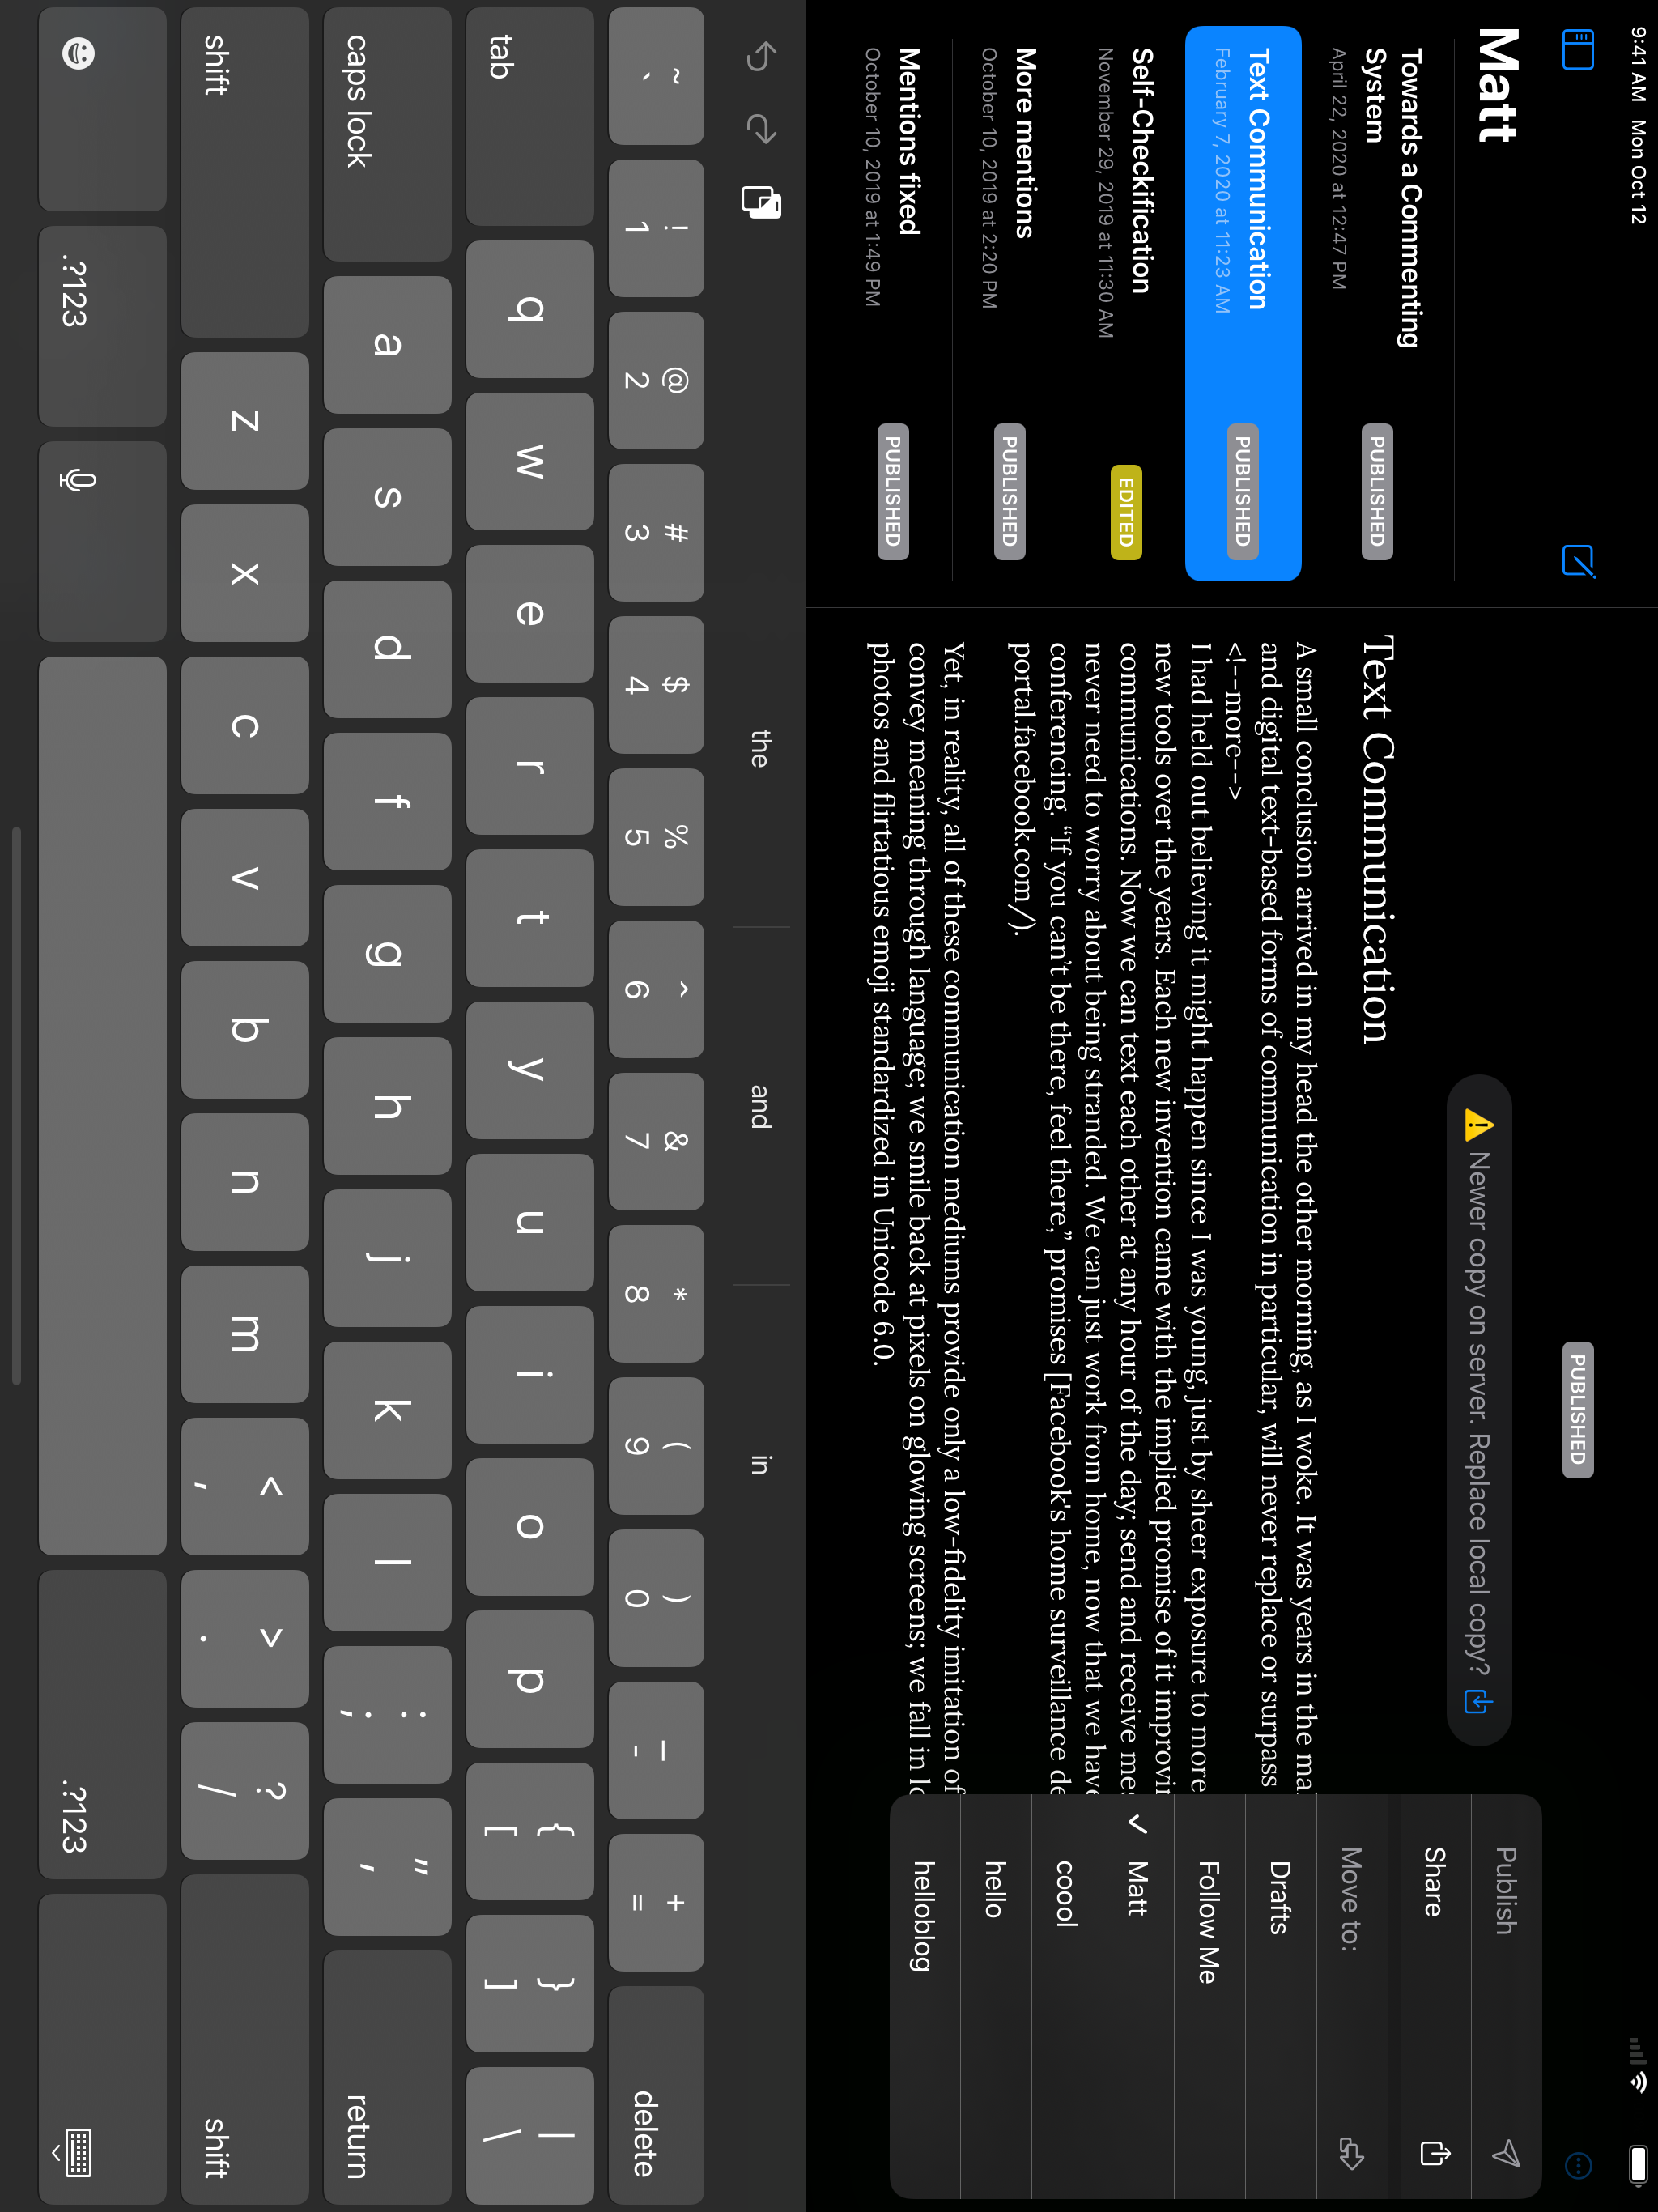 9:41 AM Mon Oct 12
PUBLISHED
Matt
Towards a Commenting
System
April 22, 2020 at 12:47 PM
PUBLISHED
Text Communication
February 7, 2020 at 11:23 AM
PUBLISHED
Self-Checkification
November 29, 2019 at 11:30 AM
EDITED
More mentions
October 10, 2019 at 2:20 PM
PUBLISHED
Mentions fixed
October 10, 2019 at 1:49 PM
PUBLISHED
Newer copy on server. Replace local copy?
Text Communication
A small conclusion arrived in my head the other morning, as I woke. It was years in the ma
and digital text-based forms of communication in particular, will never replace or surpass
<!--more-->
I had held out believing it might happen since I was young, just by sheer exposure to more
new tools over the years. Each new invention came with the implied promise of it improvin
communications. Now we can text each other at any hour of the day; send and receive mes
never need to worry about being stranded. We can just work from home, now that we have
conferencing. “If you can’t be there, feel there,” promises [Facebook's home surveillance de
portal.facebook.com/).
Yet, in reality, all of these communication mediums provide only a low-fidelity imitation of
convey meaning through language; we smile back at pixels on glowing screens; we fall in lo
photos and flirtatious emoji standardized in Unicode 6.0.
Publish
Share
Move to:
Drafts
Follow Me
Matt
coool
hello
helloblog
the and in
~ ! @ # $ % ^ & * ( ) _ +
` 1 2 3 4 5 6 7 8 9 0 - = delete
tab q w e r t y u i o p { [ } ] | \
caps lock a s d f g h j k l : ; " ' return
shift z x c v b n m < , > . ? / shift
.?123 .?123